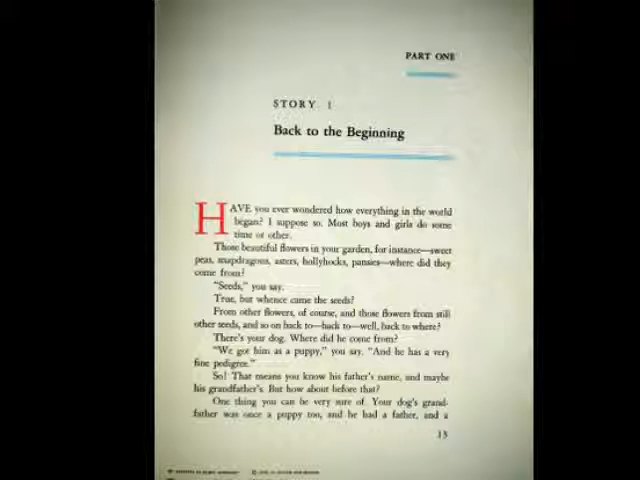 PART ONE
STORY 1
Back to the Beginning
HAVE you ever wondered how everything in the world
began? I suppose so. Most boys and girls do some
time or other.
Those beautiful flowers in your garden, for instance—sweet
peas, snapdragons, asters, hollyhocks, pansies—where did they
come from?
"Seeds," you say.
True, but whence came the seeds?
From other flowers, of course, and those flowers from still
other seeds, and so on back to—back to—well, back to where?
There's your dog. Where did he come from?
"We got him as a puppy," you say. "And he has a very
fine pedigree."
So! That means you know his father's name, and maybe
his grandfather's. But how about before that?
One thing you can be very sure of. Your dog's grand-
father was once a puppy too, and he had a father, and a
13